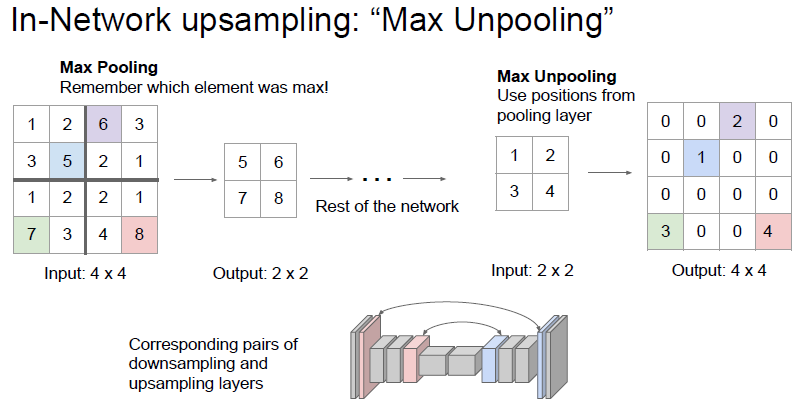 In-Network upsampling: “Max Unpooling”
Max Pooling
Remember which element was max!
1 2 6 3
3 5 2 1
1 2 2 1
7 3 4 8
Input: 4 x 4
5 6
7 8
Output: 2 x 2
. . .
Rest of the network
Max Unpooling
Use positions from
pooling layer
1 2
3 4
Input: 2 x 2
0 0 2 0
0 1 0 0
0 0 0 0
3 0 0 4
Output: 4 x 4
Corresponding pairs of
downsampling and
upsampling layers